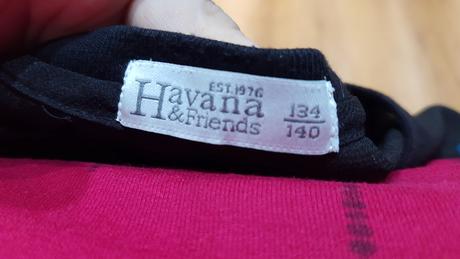 EST.1976
Havana
&Friends
134
140